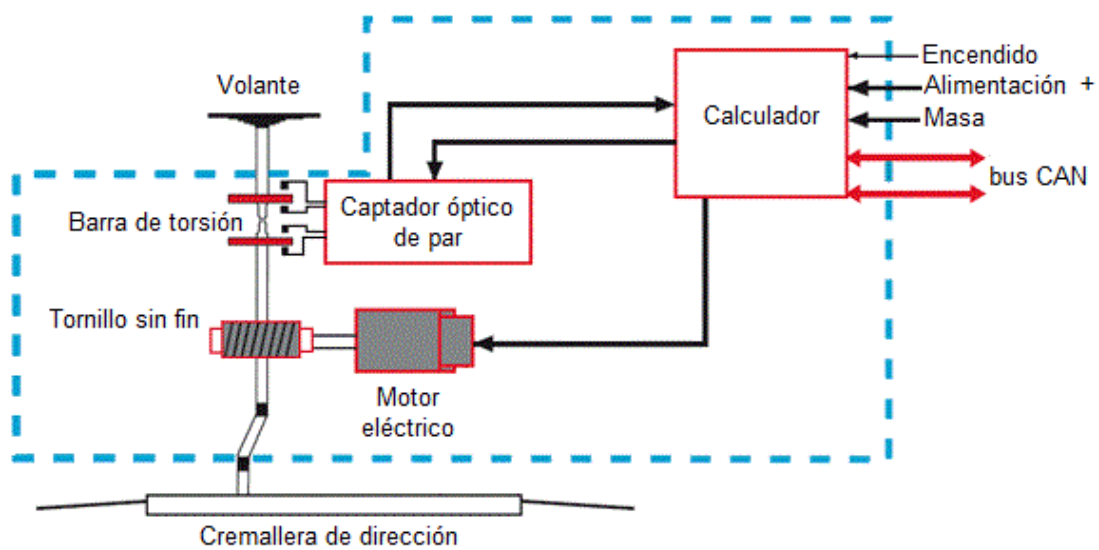 Volante
Calculador
Encendido
Alimentación +
Masa
bus CAN
Barra de torsión
Captador óptico
de par
Tornillo sin fin
Motor
eléctrico
Cremallera de dirección